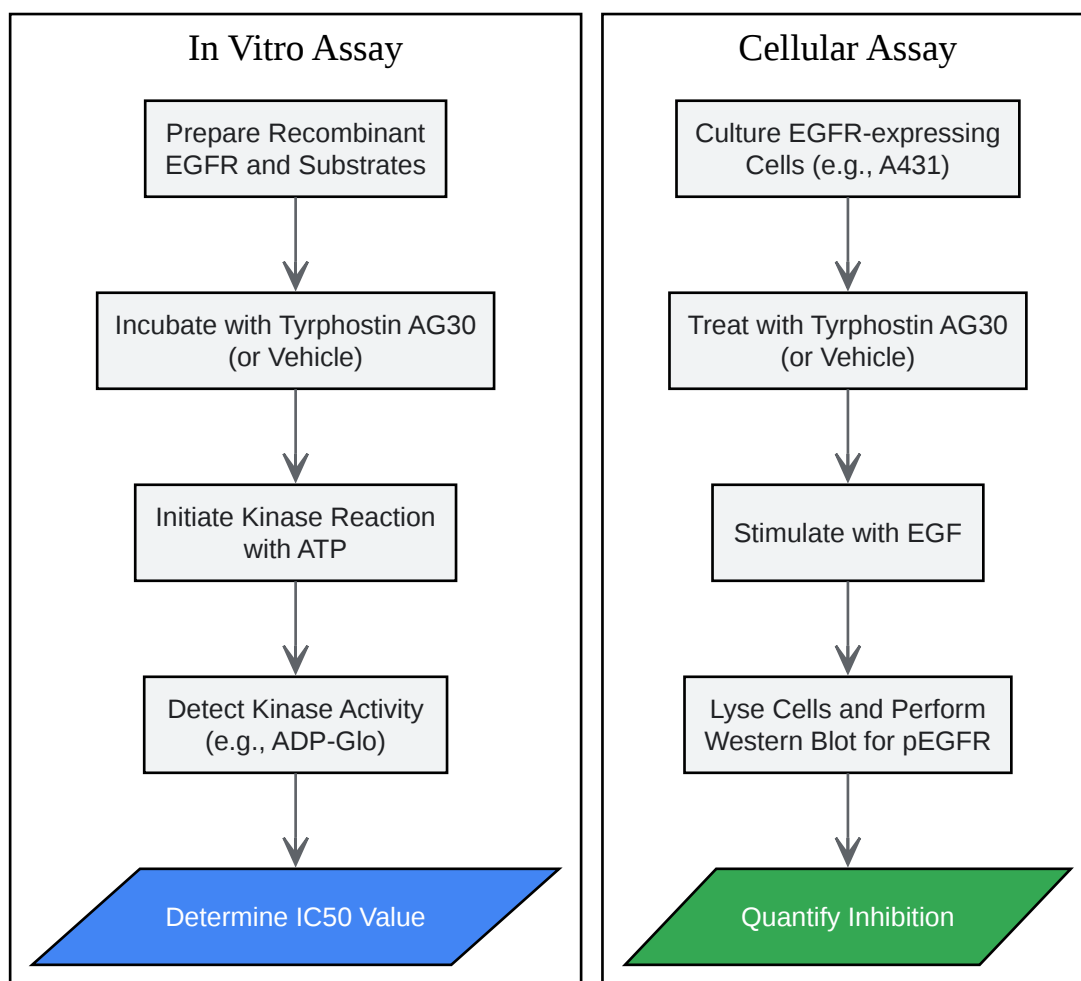 In Vitro Assay
Prepare Recombinant
EGFR and Substrates
Incubate with Tyrphostin AG30
(or Vehicle)
Initiate Kinase Reaction
with ATP
Detect Kinase Activity
(e.g., ADP-Glo)
Determine IC50 Value
Cellular Assay
Culture EGFR-expressing
Cells (e.g., A431)
Treat with Tyrphostin AG30
(or Vehicle)
Stimulate with EGF
Lyse Cells and Perform
Western Blot for pEGFR
Quantify Inhibition